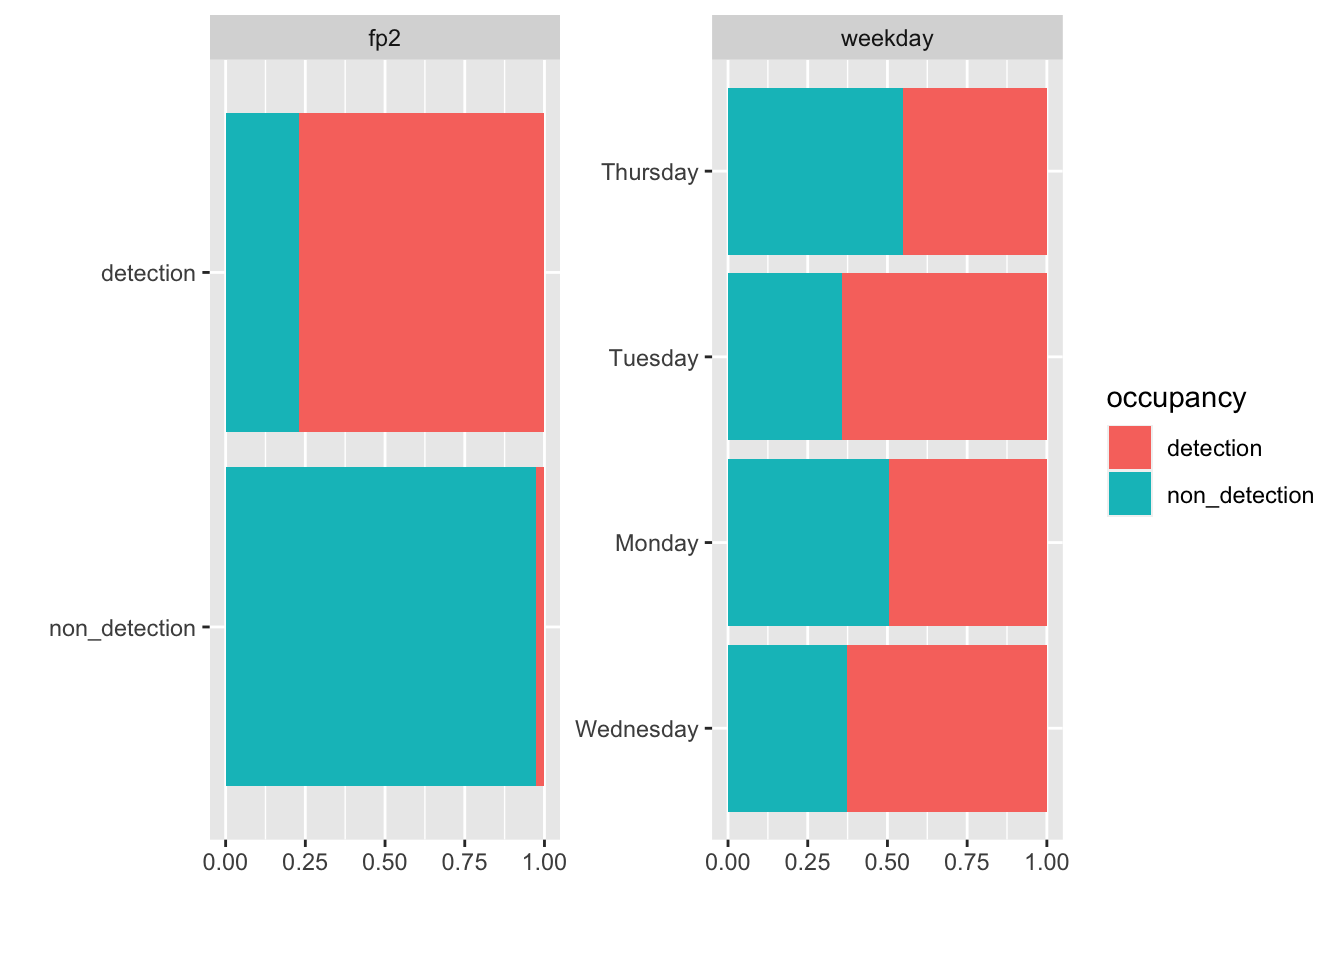 fp2
detection
non_detection
0.00 0.25 0.50 0.75 1.00
weekday
Thursday
Tuesday
Monday
Wednesday
0.00 0.25 0.50 0.75 1.00
occupancy
detection
non_detection